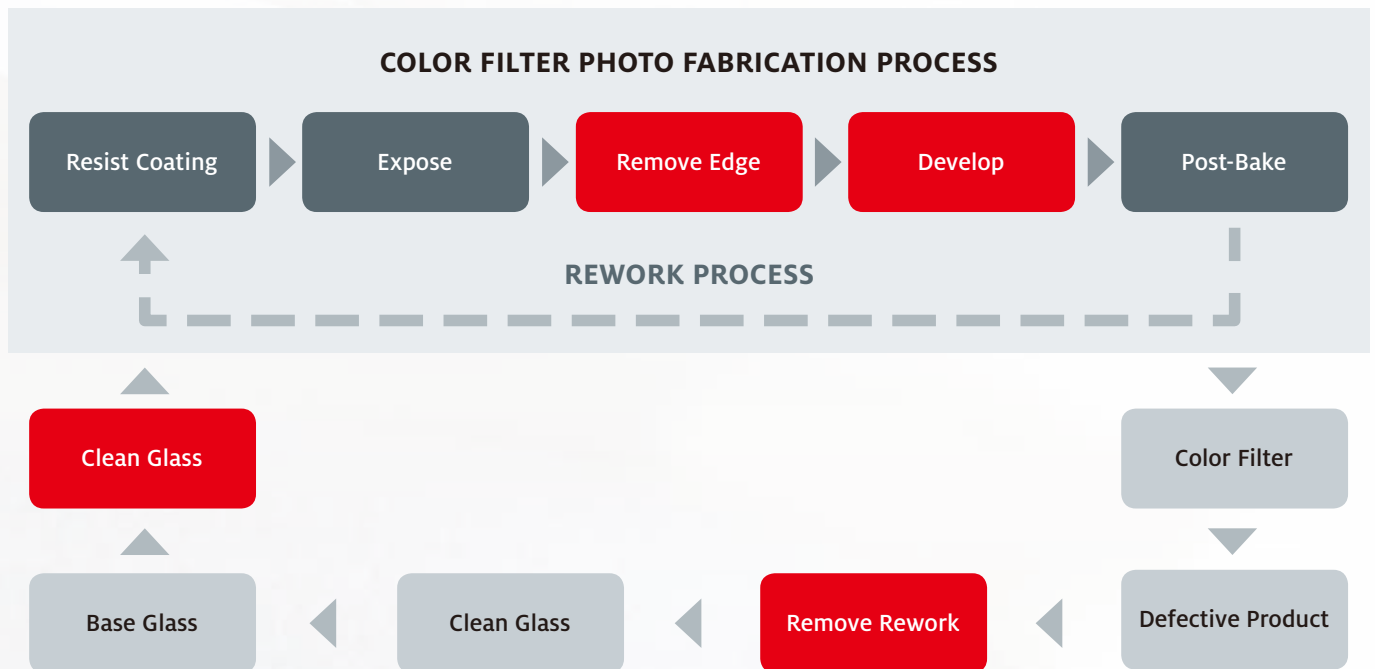 COLOR FILTER PHOTO FABRICATION PROCESS
Resist Coating
Expose
Remove Edge
Develop
Post-Bake
REWORK PROCESS
Clean Glass
Color Filter
Base Glass
Clean Glass
Remove Rework
Defective Product